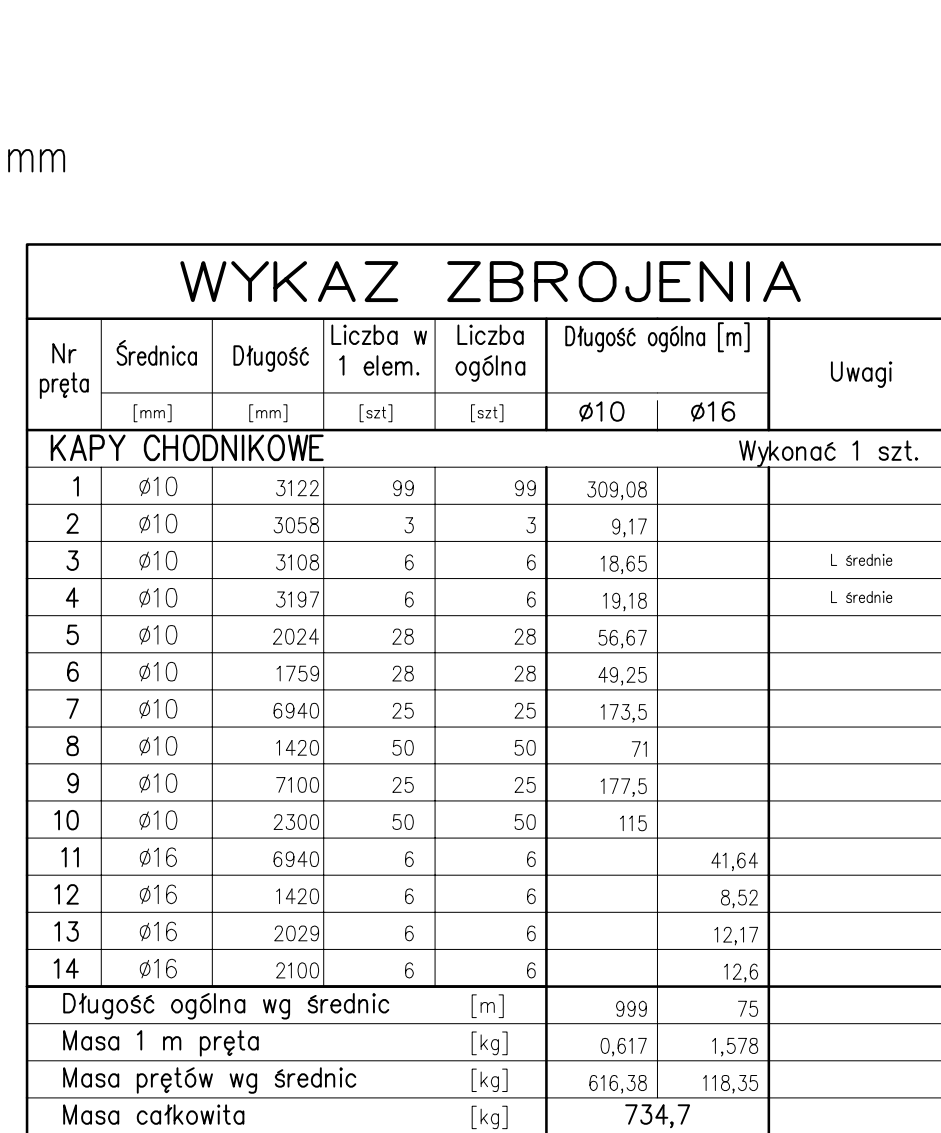 mm
WYKAZ ZBROJENIA
Nr pręta Średnica Długość Liczba w 1 elem. Liczba ogólna Długość ogólna [m] Uwagi
[mm] [mm] [szt] [szt] Ø10 Ø16
KAPY CHODNIKOWE Wykonać 1 szt.
1 Ø10 3122 99 99 309,08
2 Ø10 3058 3 3 9,17
3 Ø10 3108 6 6 18,65 L średnie
4 Ø10 3197 6 6 19,18 L średnie
5 Ø10 2024 28 28 56,67
6 Ø10 1759 28 28 49,25
7 Ø10 6940 25 25 173,5
8 Ø10 1420 50 50 71
9 Ø10 7100 25 25 177,5
10 Ø10 2300 50 50 115
11 Ø16 6940 6 6 41,64
12 Ø16 1420 6 6 8,52
13 Ø16 2029 6 6 12,17
14 Ø16 2100 6 6 12,6
Długość ogólna wg średnic [m] 999 75
Masa 1 m pręta [kg] 0,617 1,578
Masa prętów wg średnic [kg] 616,38 118,35
Masa całkowita [kg] 734,7